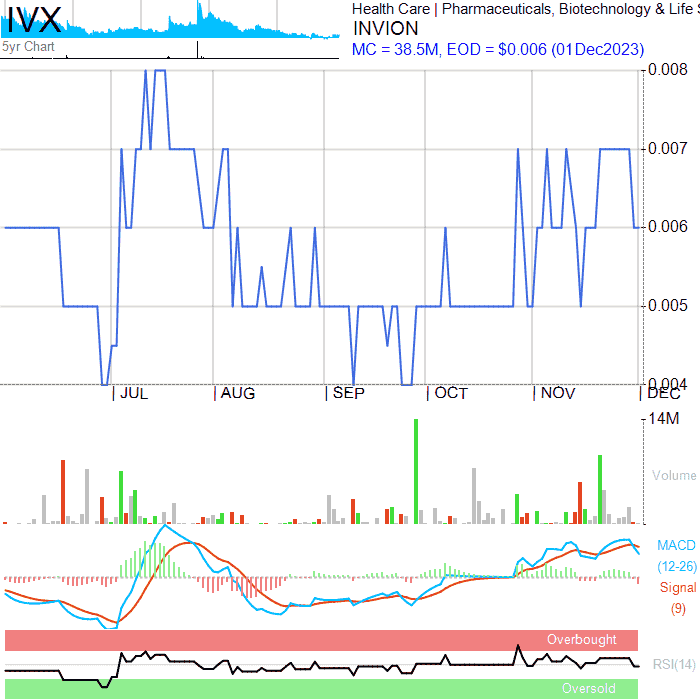 IVX
5yr Chart
Health Care | Pharmaceuticals, Biotechnology & Life S
INVION
MC = 38.5M, EOD = $0.006 (01Dec2023)
0.008
0.007
0.006
0.005
0.004
JUL AUG SEP OCT NOV DEC
14M
Volume
MACD
(12-26)
Signal
(9)
Overbought
RSI(14)
Oversold